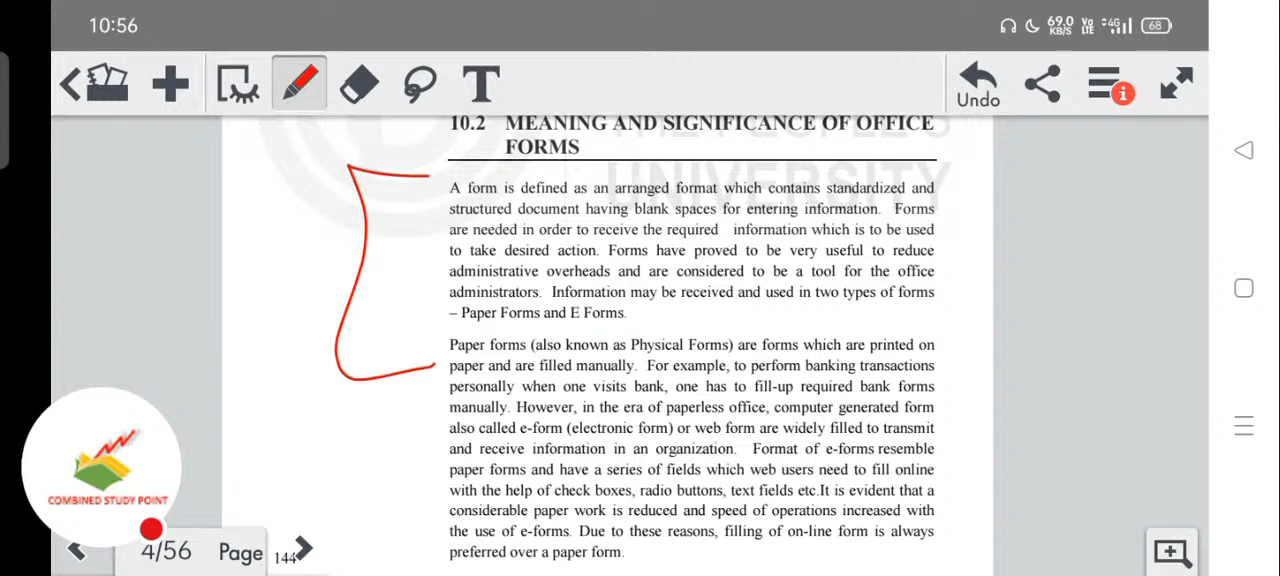 10:56
69.0 KB/S Vo LTE 4G 68
T
Undo
i
THE PEOPLE'S
UNIVERSITY
10.2 MEANING AND SIGNIFICANCE OF OFFICE
FORMS
A form is defined as an arranged format which contains standardized and
structured document having blank spaces for entering information. Forms
are needed in order to receive the required information which is to be used
to take desired action. Forms have proved to be very useful to reduce
administrative overheads and are considered to be a tool for the office
administrators. Information may be received and used in two types of forms
– Paper Forms and E Forms.
Paper forms (also known as Physical Forms) are forms which are printed on
paper and are filled manually. For example, to perform banking transactions
personally when one visits bank, one has to fill-up required bank forms
manually. However, in the era of paperless office, computer generated form
also called e-form (electronic form) or web form are widely filled to transmit
and receive information in an organization. Format of e-forms resemble
paper forms and have a series of fields which web users need to fill online
with the help of check boxes, radio buttons, text fields etc.It is evident that a
considerable paper work is reduced and speed of operations increased with
the use of e-forms. Due to these reasons, filling of on-line form is always
preferred over a paper form.
COMBINED STUDY POINT
4/56 Page 144